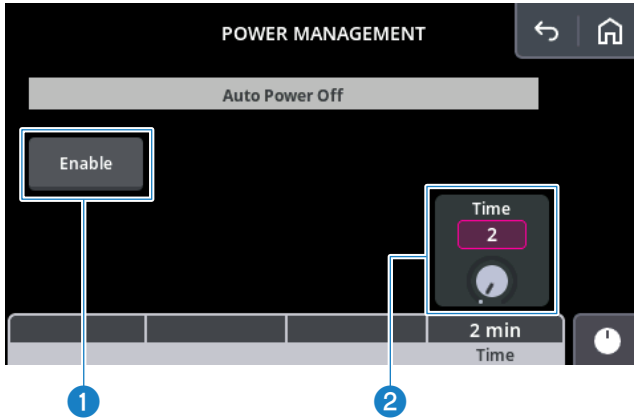 POWER MANAGEMENT
Auto Power Off
Enable
Time
2
2 min
Time
1
2